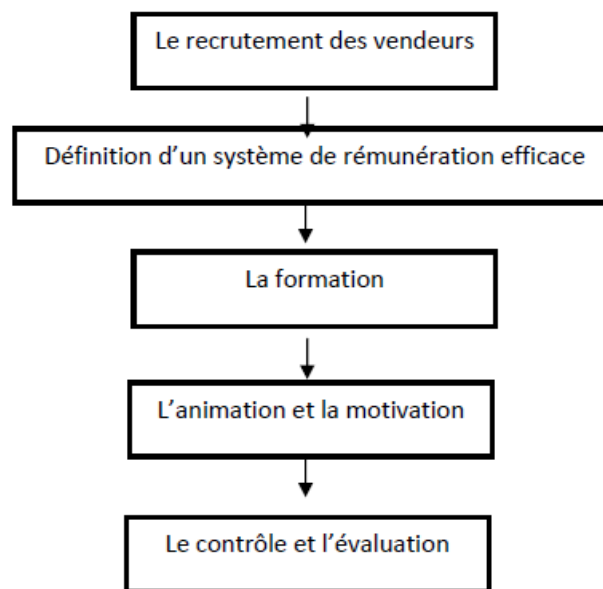 Le recrutement des vendeurs
Définition d’un système de rémunération efficace
La formation
L’animation et la motivation
Le contrôle et l’évaluation